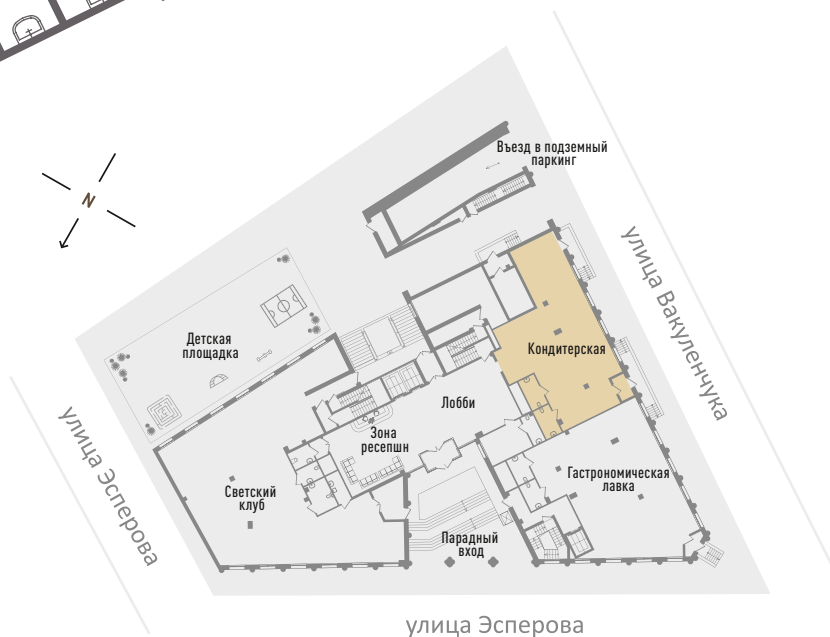 Въезд в подземный
паркинг
N
улица Вакуленчука
Детская
площадка
Кондитерская
Лобби
улица Эсперова
Зона
ресепшн
Гастрономическая
лавка
Светский
клуб
Парадный
вход
улица Эсперова